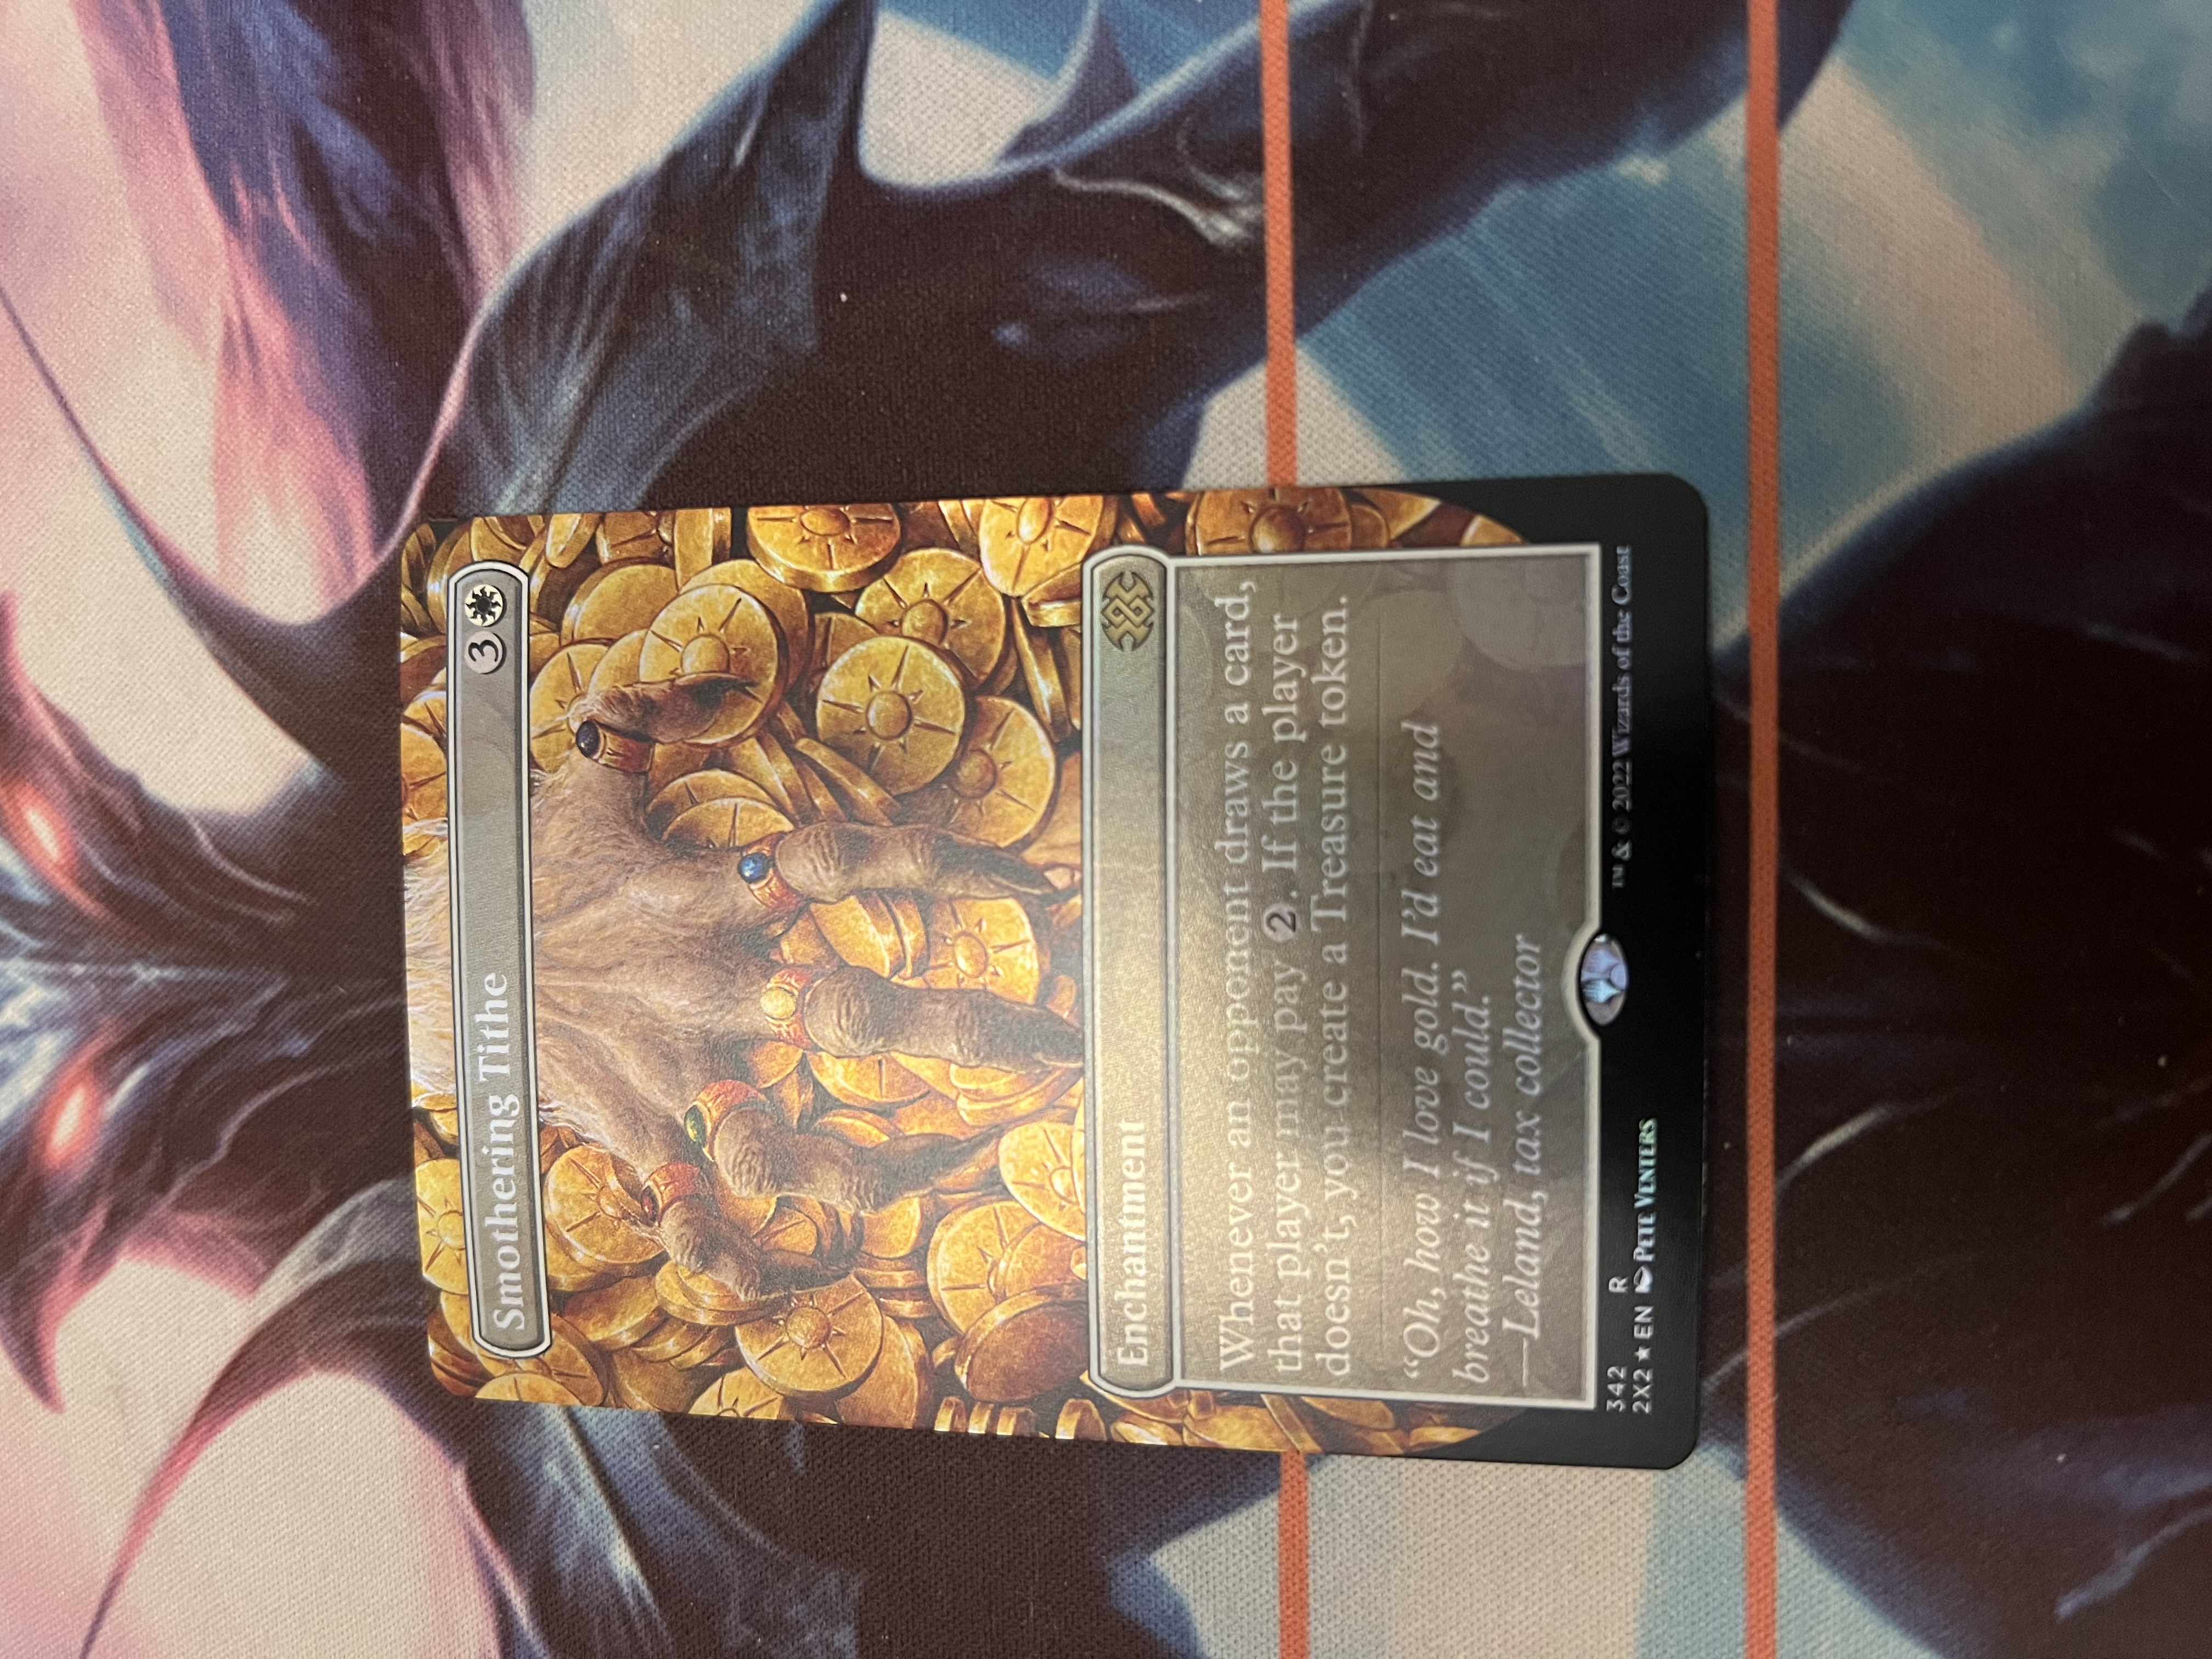 Smothering Tithe 3
Enchantment
Whenever an opponent draws a card,
that player may pay 2. If the player
doesn't, you create a Treasure token.
“Oh, how I love gold. I'd eat and
breathe it if I could.”
—Leland, tax collector
342 R
2X2 ★ EN Pete Venters
™ & © 2022 Wizards of the Coast